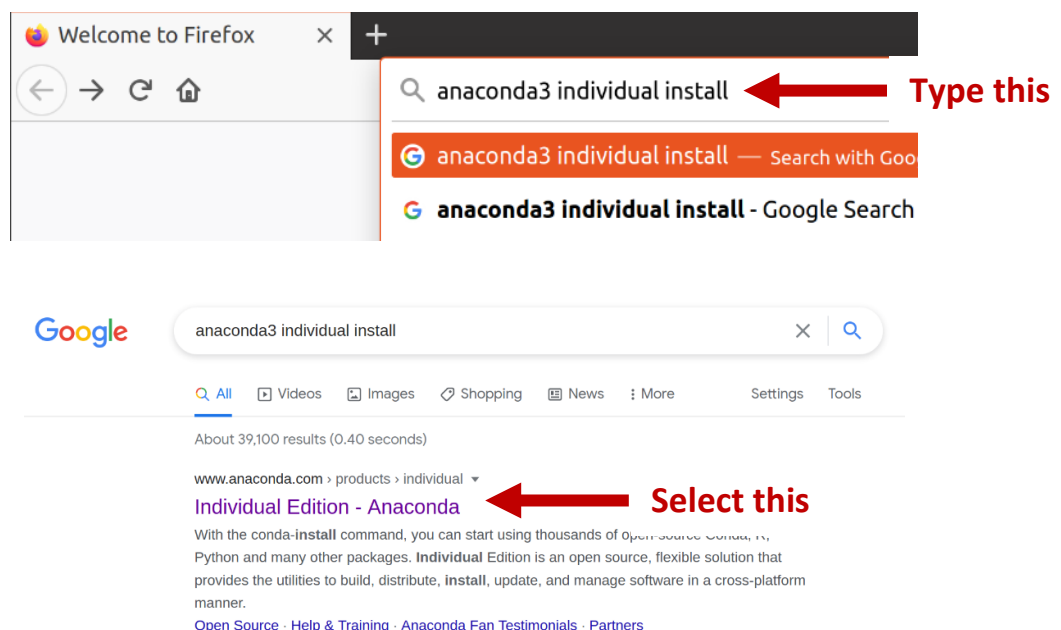 Welcome to Firefox
anaconda3 individual install
Type this
anaconda3 individual install — Search with Goo
anaconda3 individual install - Google Search
Google
anaconda3 individual install
All Videos Images Shopping News More Settings Tools
About 39,100 results (0.40 seconds)
www.anaconda.com › products › individual
Individual Edition - Anaconda
Select this
With the conda-install command, you can start using thousands of open-source Conda, R,
Python and many other packages. Individual Edition is an open source, flexible solution that
provides the utilities to build, distribute, install, update, and manage software in a cross-platform
manner.
Open Source · Help & Training · Anaconda Fan Testimonials · Partners